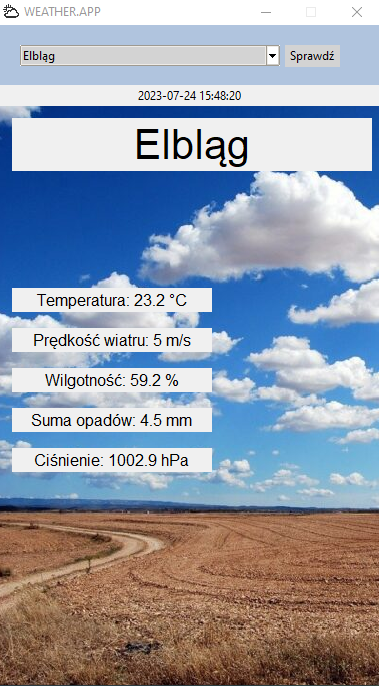 WEATHER.APP
Elbląg
Sprawdź
2023-07-24 15:48:20
Elbląg
Temperatura: 23.2 °C
Prędkość wiatru: 5 m/s
Wilgotność: 59.2 %
Suma opadów: 4.5 mm
Ciśnienie: 1002.9 hPa